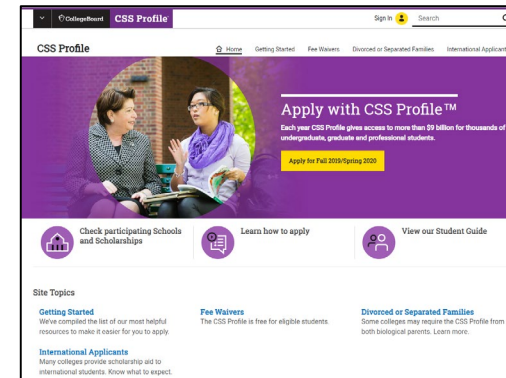 CollegeBoard CSS Profile
Sign In Search
CSS Profile
Home Getting Started Fee Waivers Divorced or Separated Families International Applicant
Apply with CSS Profile™
Each year CSS Profile gives access to more than $9 billion for thousands of
undergraduate, graduate and professional students.
Apply for Fall 2019/Spring 2020
Check participating Schools
and Scholarships
Learn how to apply
View our Student Guide
Site Topics
Getting Started
We've compiled the list of our most helpful
resources to make it easier for you to apply.
Fee Waivers
The CSS Profile is free for eligible students.
Divorced or Separated Families
Some colleges may require the CSS Profile from
both biological parents. Learn more.
International Applicants
Many colleges provide scholarship aid to
international students. Know what to expect.